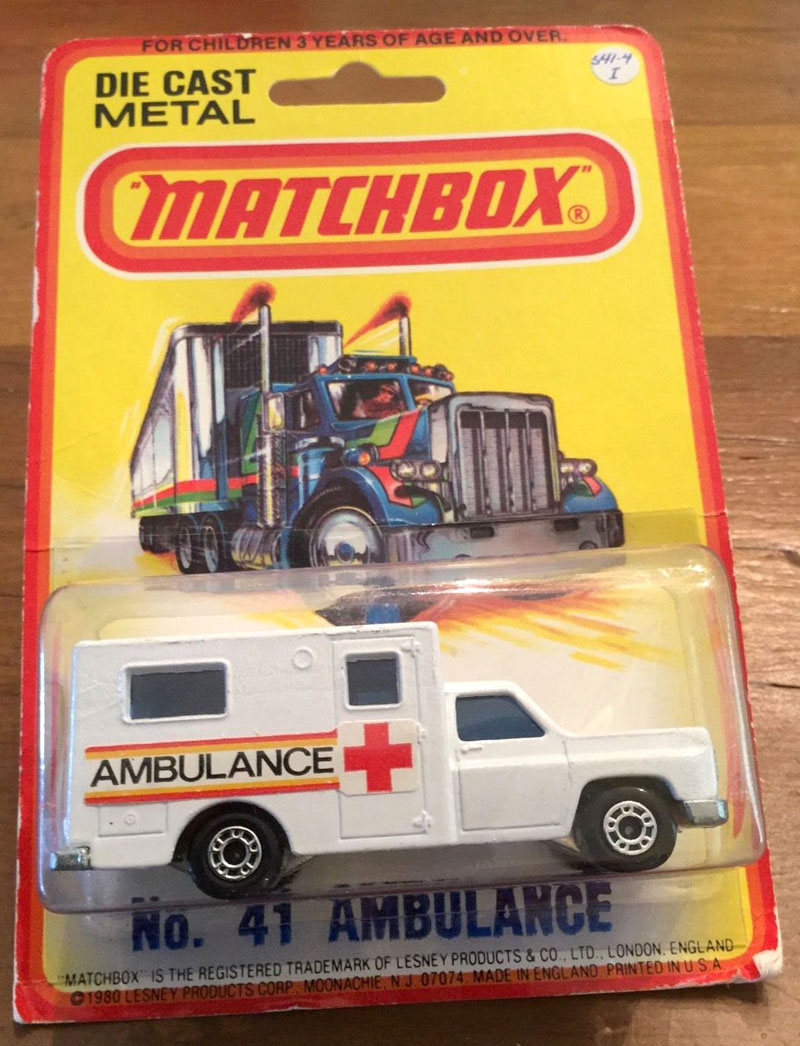 FOR CHILDREN 3 YEARS OF AGE AND OVER.
541-4
I
DIE CAST
METAL
"MATCHBOX"®
AMBULANCE
No. 41 AMBULANCE
"MATCHBOX" IS THE REGISTERED TRADEMARK OF LESNEY PRODUCTS & CO., LTD., LONDON, ENGLAND
©1980 LESNEY PRODUCTS CORP., MOONACHIE, N.J. 07074. MADE IN ENGLAND. PRINTED IN U S A